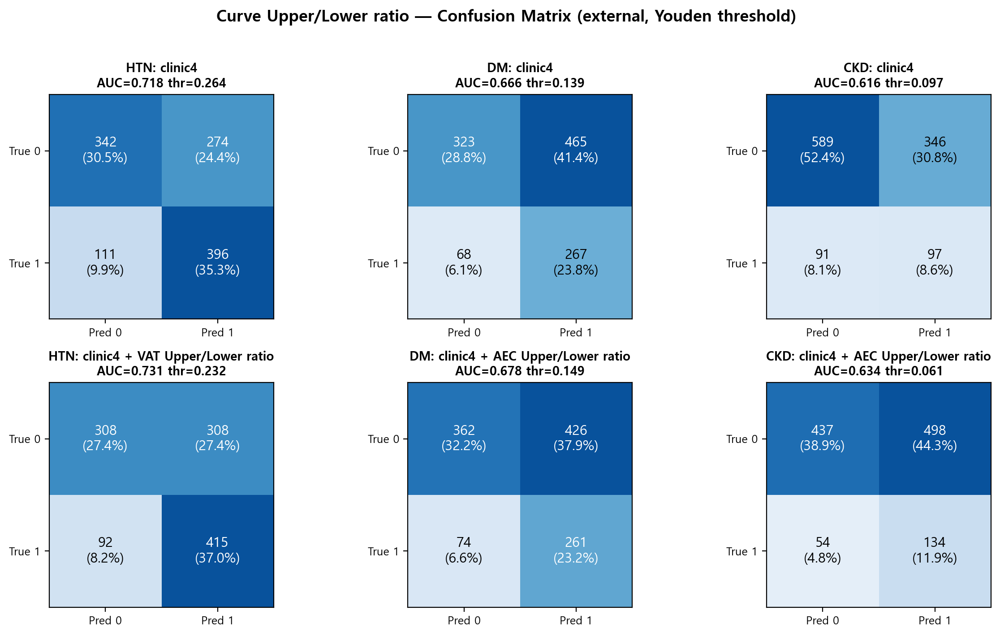 Curve Upper/Lower ratio — Confusion Matrix (external, Youden threshold)
HTN: clinic4
AUC=0.718 thr=0.264
True 0
342
(30.5%)
274
(24.4%)
True 1
111
(9.9%)
396
(35.3%)
Pred 0
Pred 1
DM: clinic4
AUC=0.666 thr=0.139
True 0
323
(28.8%)
465
(41.4%)
True 1
68
(6.1%)
267
(23.8%)
Pred 0
Pred 1
CKD: clinic4
AUC=0.616 thr=0.097
True 0
589
(52.4%)
346
(30.8%)
True 1
91
(8.1%)
97
(8.6%)
Pred 0
Pred 1
HTN: clinic4 + VAT Upper/Lower ratio
AUC=0.731 thr=0.232
True 0
308
(27.4%)
308
(27.4%)
True 1
92
(8.2%)
415
(37.0%)
Pred 0
Pred 1
DM: clinic4 + AEC Upper/Lower ratio
AUC=0.678 thr=0.149
True 0
362
(32.2%)
426
(37.9%)
True 1
74
(6.6%)
261
(23.2%)
Pred 0
Pred 1
CKD: clinic4 + AEC Upper/Lower ratio
AUC=0.634 thr=0.061
True 0
437
(38.9%)
498
(44.3%)
True 1
54
(4.8%)
134
(11.9%)
Pred 0
Pred 1